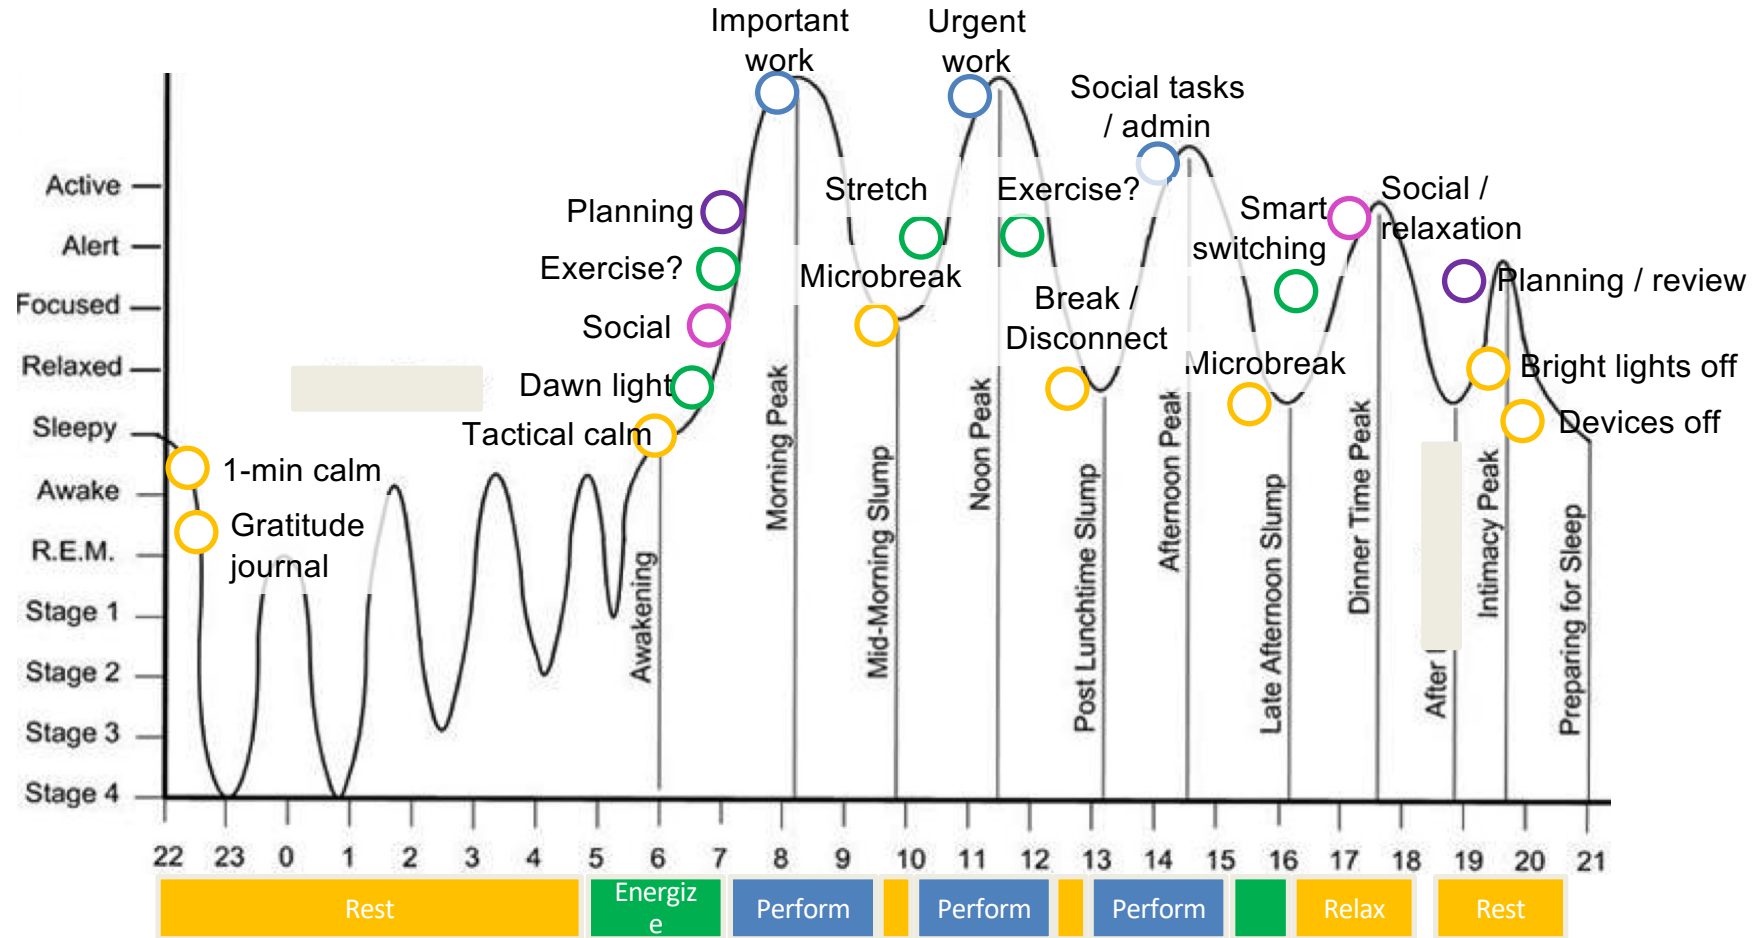 Important
work
Urgent
work
Social tasks
/ admin
Active
Alert
Focused
Relaxed
Sleepy
Awake
R.E.M.
Stage 1
Stage 2
Stage 3
Stage 4
Planning
Exercise?
Social
Dawn light
Tactical calm
1-min calm
Gratitude
journal
Stretch
Microbreak
Exercise?
Break /
Disconnect
Smart
switching
Microbreak
Social /
relaxation
Planning / review
Bright lights off
Devices off
Awakening
Morning Peak
Mid-Morning Slump
Noon Peak
Post Lunchtime Slump
Afternoon Peak
Late Afternoon Slump
Dinner Time Peak
After
Intimacy Peak
Preparing for Sleep
22 23 0 1 2 3 4 5 6 7 8 9 10 11 12 13 14 15 16 17 18 19 20 21
Rest
Energiz
e
Perform
Perform
Perform
Relax
Rest